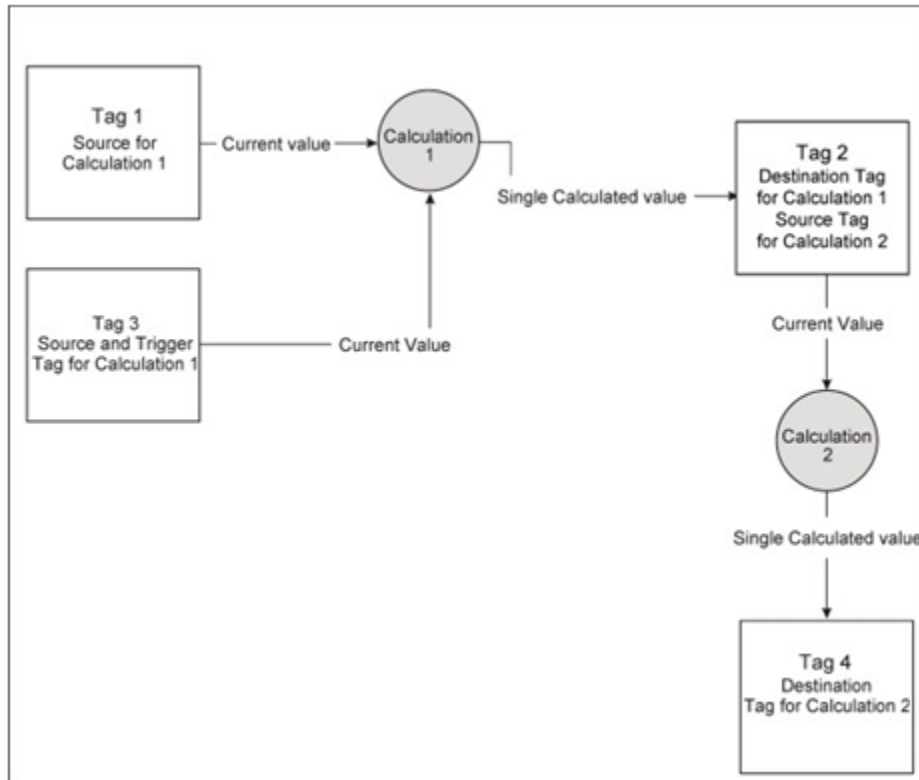 Tag 1
Source for
Calculation 1
Current value
Calculation
1
Single Calculated value
Tag 2
Destination Tag
for Calculation 1
Source Tag
for Calculation 2
Tag 3
Source and Trigger
Tag for Calculation 1
Current Value
Current Value
Calculation
2
Single Calculated value
Tag 4
Destination
Tag for Calculation 2